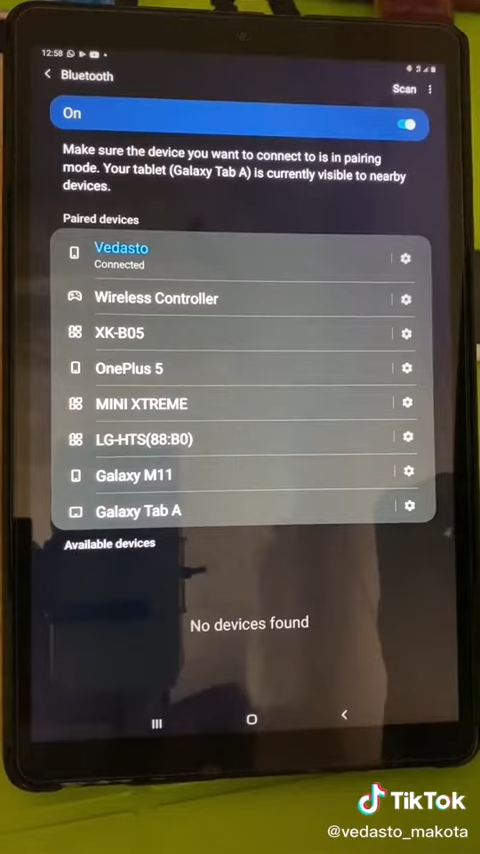 12:58
Bluetooth
Scan
On
Make sure the device you want to connect to is in pairing
mode. Your tablet (Galaxy Tab A) is currently visible to nearby
devices.
Paired devices
Vedasto
Connected
Wireless Controller
XK-B05
OnePlus 5
MINI XTREME
LG-HTS(88:B0)
Galaxy M11
Galaxy Tab A
Available devices
No devices found
TikTok
@vedasto_makota